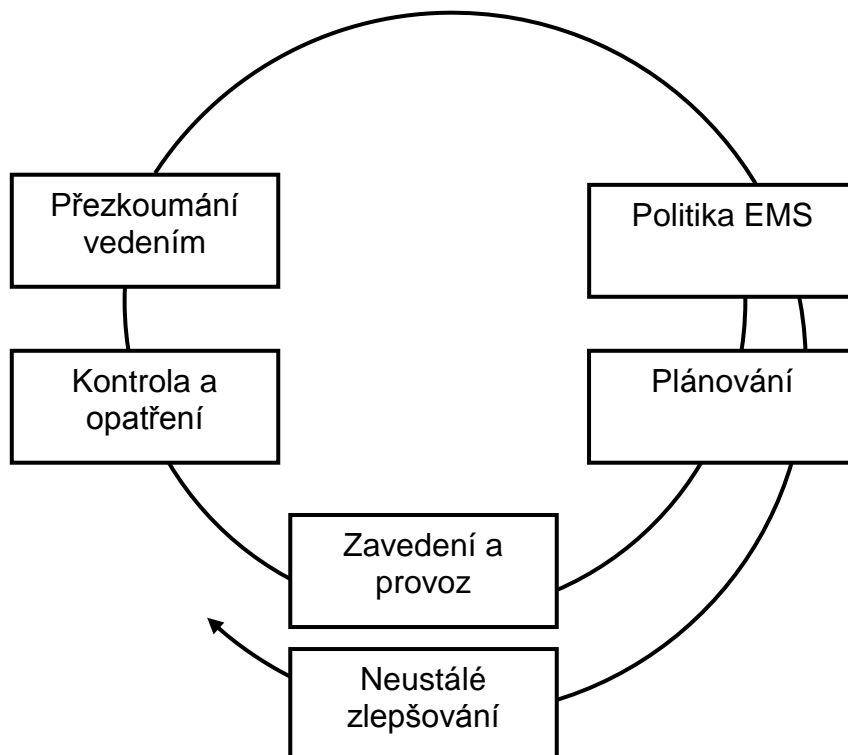 Přezkoumání
vedením
Politika EMS
Kontrola a
opatření
Plánování
Zavedení a
provoz
Neustálé
zlepšování